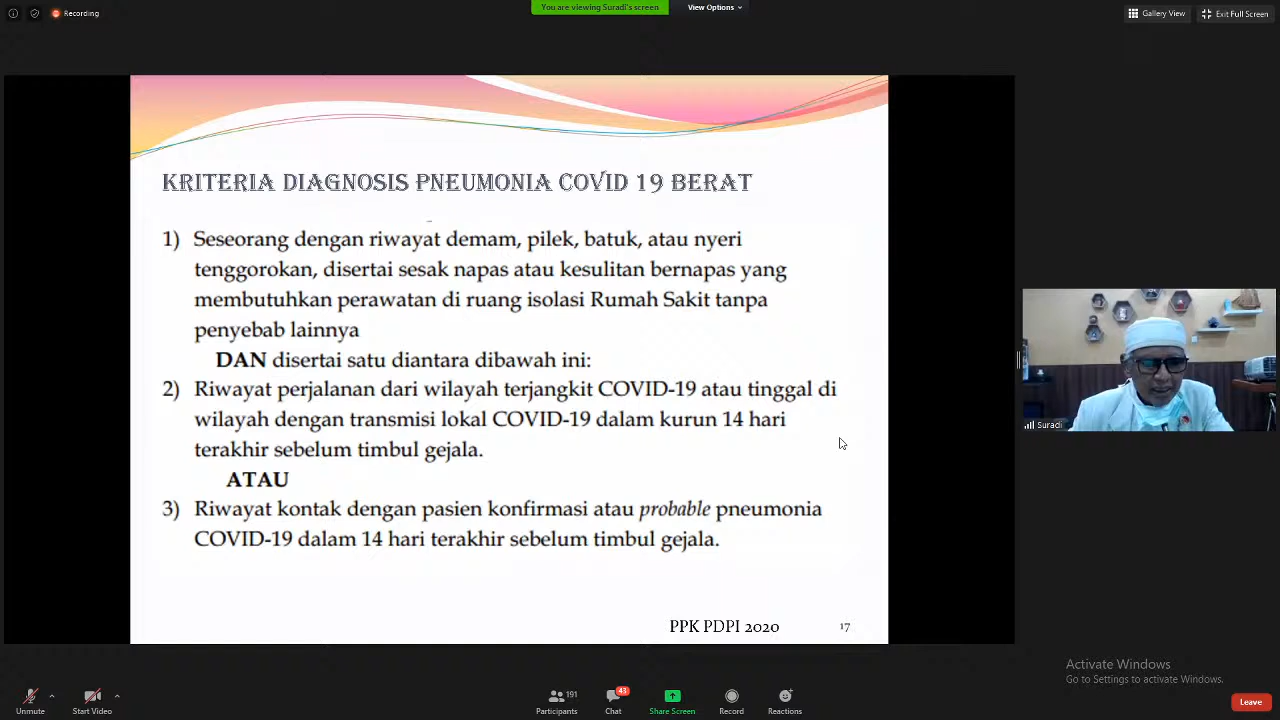 Recording
You are viewing Suradi's screen
View Options
Gallery View
Exit Full Screen
KRITERIA DIAGNOSIS PNEUMONIA COVID 19 BERAT
1) Seseorang dengan riwayat demam, pilek, batuk, atau nyeri
tenggorokan, disertai sesak napas atau kesulitan bernapas yang
membutuhkan perawatan di ruang isolasi Rumah Sakit tanpa
penyebab lainnya
DAN disertai satu diantara dibawah ini:
2) Riwayat perjalanan dari wilayah terjangkit COVID-19 atau tinggal di
wilayah dengan transmisi lokal COVID-19 dalam kurun 14 hari
terakhir sebelum timbul gejala.
ATAU
3) Riwayat kontak dengan pasien konfirmasi atau probable pneumonia
COVID-19 dalam 14 hari terakhir sebelum timbul gejala.
PPK PDPI 2020
17
Suradi
Activate Windows
Go to Settings to activate Windows.
Unmute
Start Video
191
Participants
43
Chat
Share Screen
Record
Reactions
Leave